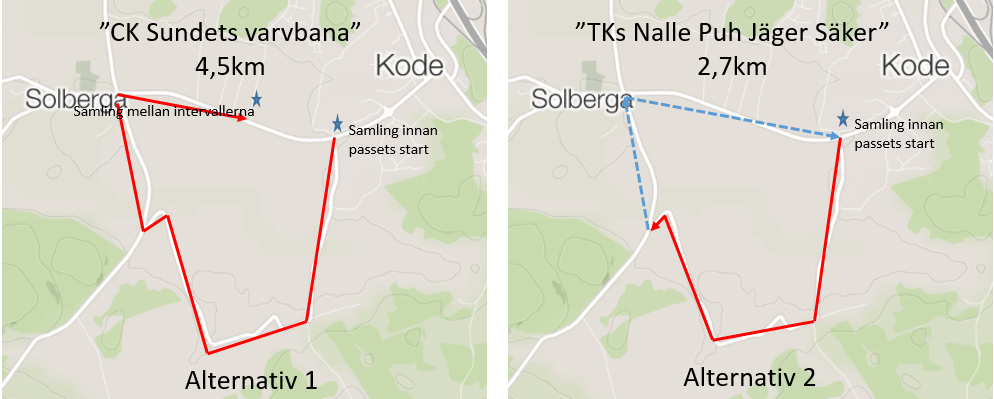 ”CK Sundets varvbana”
4,5km
Kode
Solberga
Samling mellan intervallerna
Samling innan
passets start
Alternativ 1
”TKs Nalle Puh Jäger Säker”
2,7km
Kode
Solberga
Samling innan
passets start
Alternativ 2